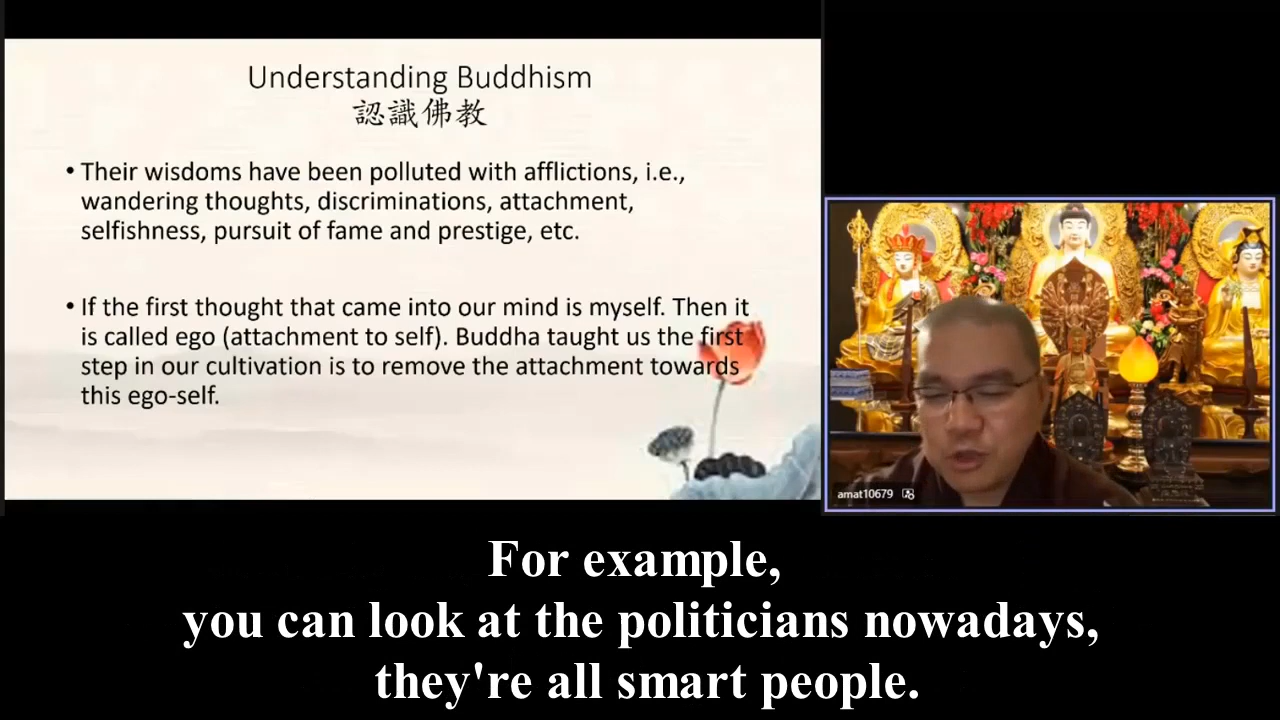 Understanding Buddhism
認識佛教
• Their wisdoms have been polluted with afflictions, i.e.,
wandering thoughts, discriminations, attachment,
selfishness, pursuit of fame and prestige, etc.
• If the first thought that came into our mind is myself. Then it
is called ego (attachment to self). Buddha taught us the first
step in our cultivation is to remove the attachment towards
this ego-self.
amat10679
For example,
you can look at the politicians nowadays,
they're all smart people.